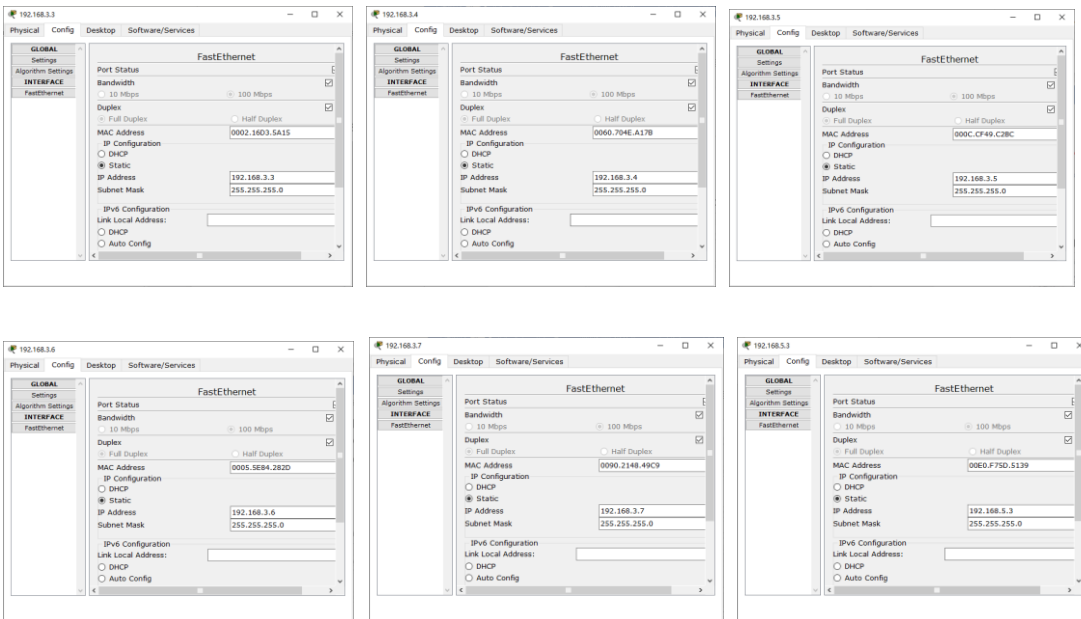 192.168.3.3
Physical Config Desktop Software/Services
GLOBAL
Settings
Algorithm Settings
INTERFACE
FastEthernet
FastEthernet
Port Status
Bandwidth
10 Mbps 100 Mbps
Duplex
Full Duplex Half Duplex
MAC Address 0002.16D3.5A15
IP Configuration
DHCP
Static
IP Address 192.168.3.3
Subnet Mask 255.255.255.0
IPv6 Configuration
Link Local Address:
DHCP
Auto Config
192.168.3.4
Physical Config Desktop Software/Services
GLOBAL
Settings
Algorithm Settings
INTERFACE
FastEthernet
FastEthernet
Port Status
Bandwidth
10 Mbps 100 Mbps
Duplex
Full Duplex Half Duplex
MAC Address 0060.704E.A17B
IP Configuration
DHCP
Static
IP Address 192.168.3.4
Subnet Mask 255.255.255.0
IPv6 Configuration
Link Local Address:
DHCP
Auto Config
192.168.3.5
Physical Config Desktop Software/Services
GLOBAL
Settings
Algorithm Settings
INTERFACE
FastEthernet
FastEthernet
Port Status
Bandwidth
10 Mbps 100 Mbps
Duplex
Full Duplex Half Duplex
MAC Address 000C.CF49.C2BC
IP Configuration
DHCP
Static
IP Address 192.168.3.5
Subnet Mask 255.255.255.0
IPv6 Configuration
Link Local Address:
DHCP
Auto Config
192.168.3.6
Physical Config Desktop Software/Services
GLOBAL
Settings
Algorithm Settings
INTERFACE
FastEthernet
FastEthernet
Port Status
Bandwidth
10 Mbps 100 Mbps
Duplex
Full Duplex Half Duplex
MAC Address 0005.5E84.282D
IP Configuration
DHCP
Static
IP Address 192.168.3.6
Subnet Mask 255.255.255.0
IPv6 Configuration
Link Local Address:
DHCP
Auto Config
192.168.3.7
Physical Config Desktop Software/Services
GLOBAL
Settings
Algorithm Settings
INTERFACE
FastEthernet
FastEthernet
Port Status
Bandwidth
10 Mbps 100 Mbps
Duplex
Full Duplex Half Duplex
MAC Address 0090.2148.49C9
IP Configuration
DHCP
Static
IP Address 192.168.3.7
Subnet Mask 255.255.255.0
IPv6 Configuration
Link Local Address:
DHCP
Auto Config
192.168.5.3
Physical Config Desktop Software/Services
GLOBAL
Settings
Algorithm Settings
INTERFACE
FastEthernet
FastEthernet
Port Status
Bandwidth
10 Mbps 100 Mbps
Duplex
Full Duplex Half Duplex
MAC Address 00E0.F75D.5139
IP Configuration
DHCP
Static
IP Address 192.168.5.3
Subnet Mask 255.255.255.0
IPv6 Configuration
Link Local Address:
DHCP
Auto Config